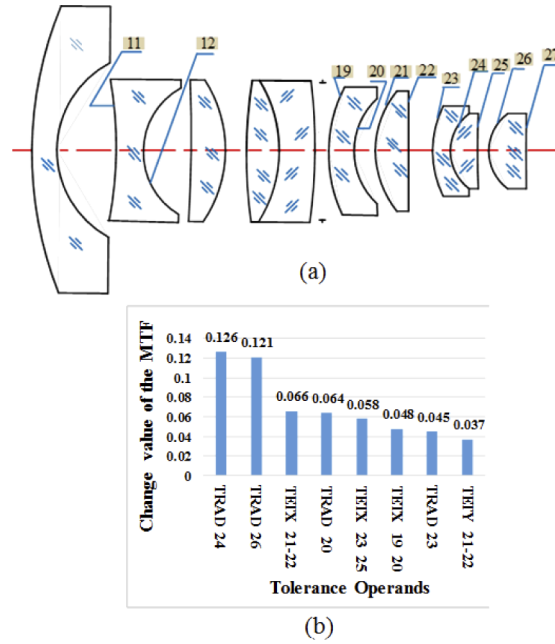 11
12
19
20
21
22
23
24
25
26
27
(a)
Change value of the MTF
0.14
0.12
0.1
0.08
0.06
0.04
0.02
0
0.126
0.121
0.066
0.064
0.058
0.048
0.045
0.037
TRAD 24
TRAD 26
TETX 21-22
TRAD 20
TETX 23 25
TETX 19 20
TRAD 23
TETY 21-22
Tolerance Operands
(b)